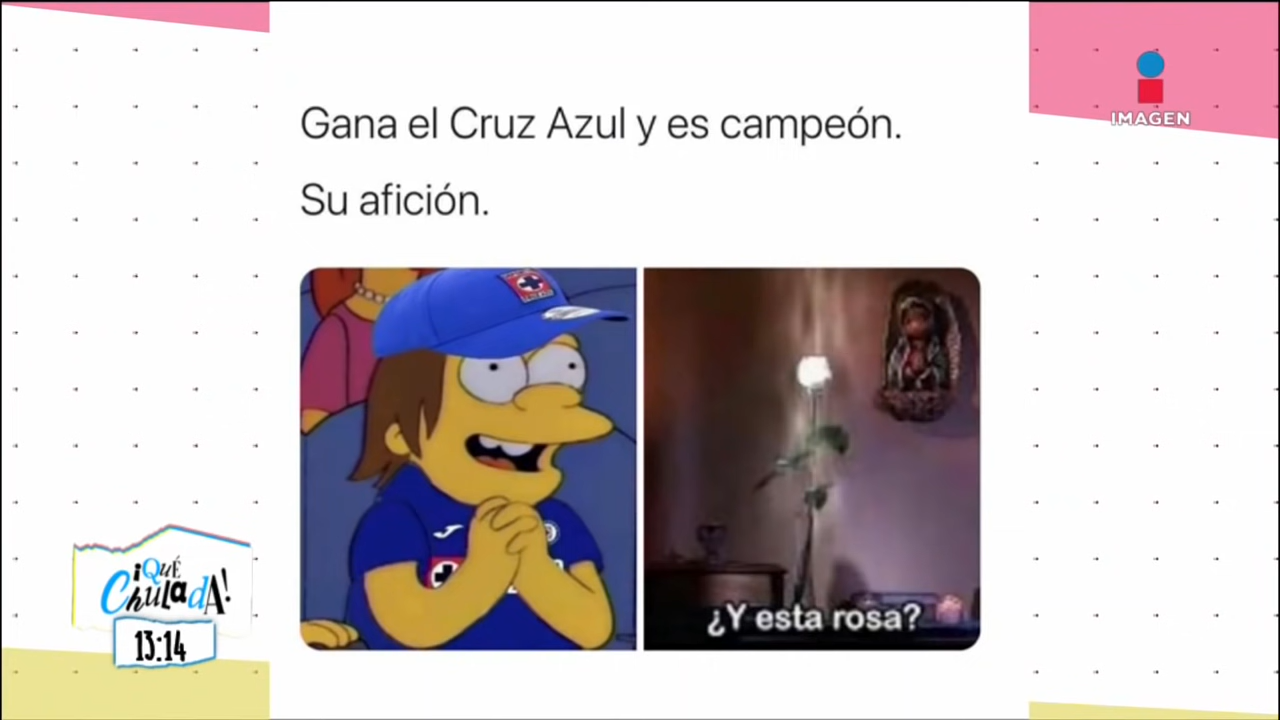 Gana el Cruz Azul y es campeón.
IMAGEN
Su afición.
¿Y esta rosa?
¡QUÉ
ChuladA!
13:14